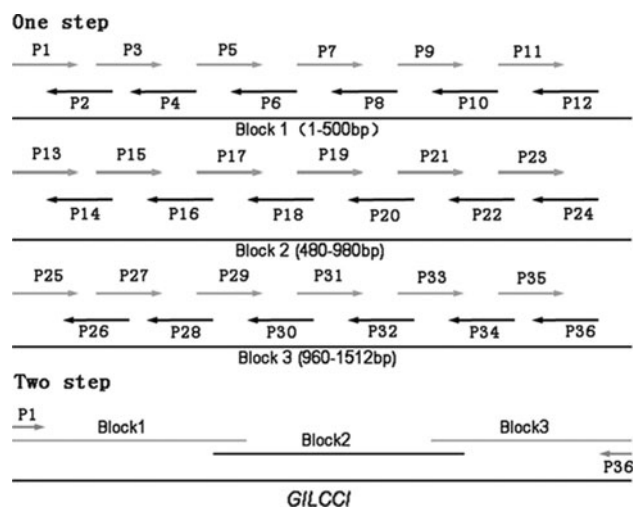 One step
P1 P3 P5 P7 P9 P11
P2 P4 P6 P8 P10 P12
Block 1 (1-500bp)
P13 P15 P17 P19 P21 P23
P14 P16 P18 P20 P22 P24
Block 2 (480-980bp)
P25 P27 P29 P31 P33 P35
P26 P28 P30 P32 P34 P36
Block 3 (960-1512bp)
Two step
P1
Block1 Block2 Block3
P36
GlLCCI